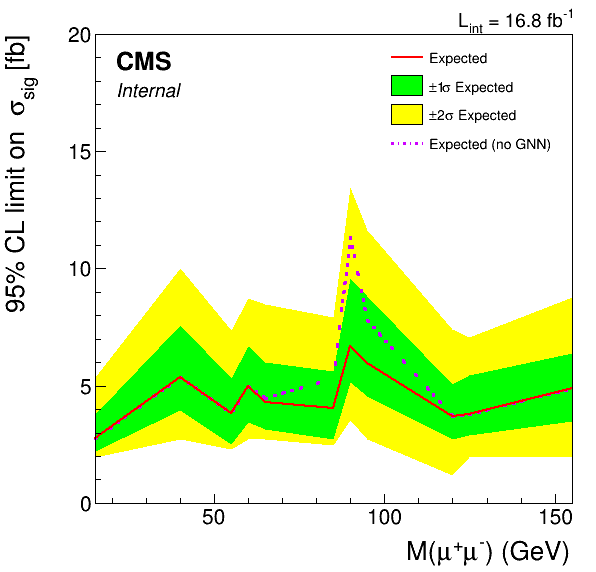 L_int = 16.8 fb^-1
CMS
Internal
Expected
±1σ Expected
±2σ Expected
Expected (no GNN)
95% CL limit on σ_sig [fb]
20
15
10
5
0
50 100 150
M(μ⁺μ⁻) (GeV)